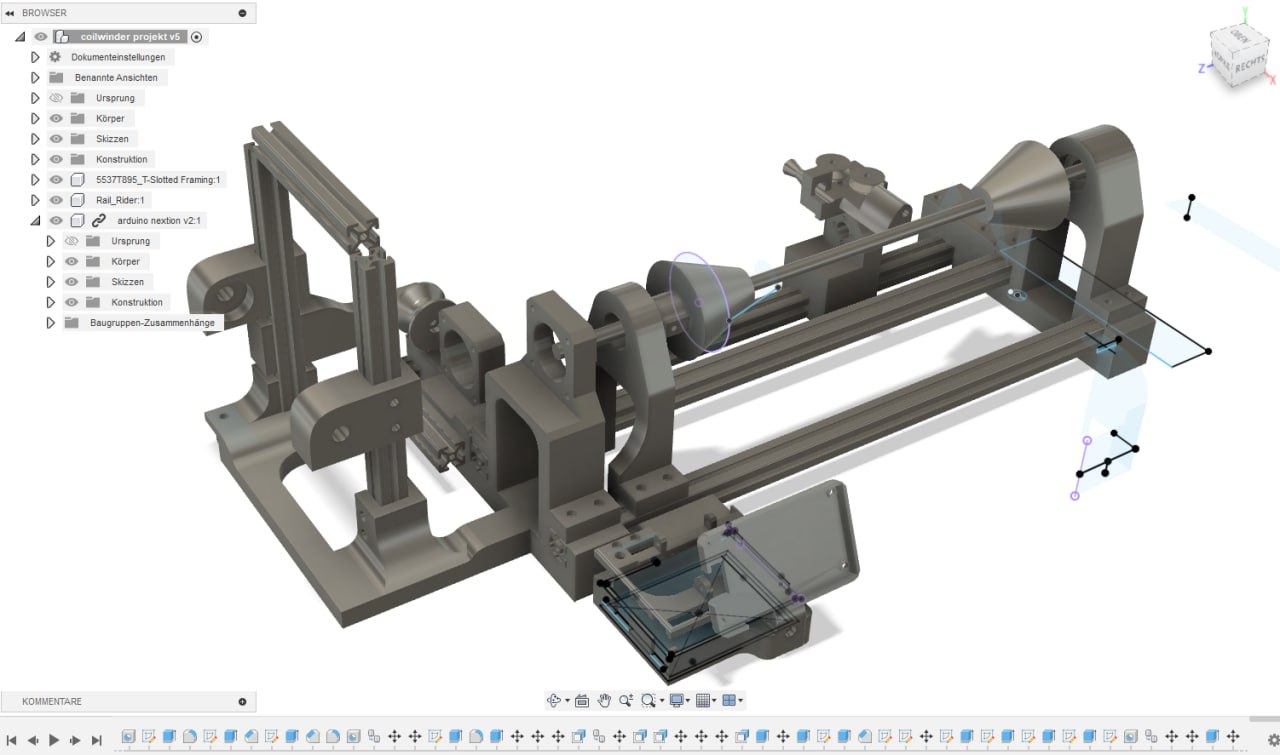 BROWSER
coilwinder projekt v5
Dokumenteinstellungen
Benannte Ansichten
Ursprung
Körper
Skizzen
Konstruktion
5537T895_T-Slotted Framing:1
Rail_Rider:1
arduino nextion v2:1
Ursprung
Körper
Skizzen
Konstruktion
Baugruppen-Zusammenhänge
Y
OBEN
RECHTS
Z
X
KOMMENTARE